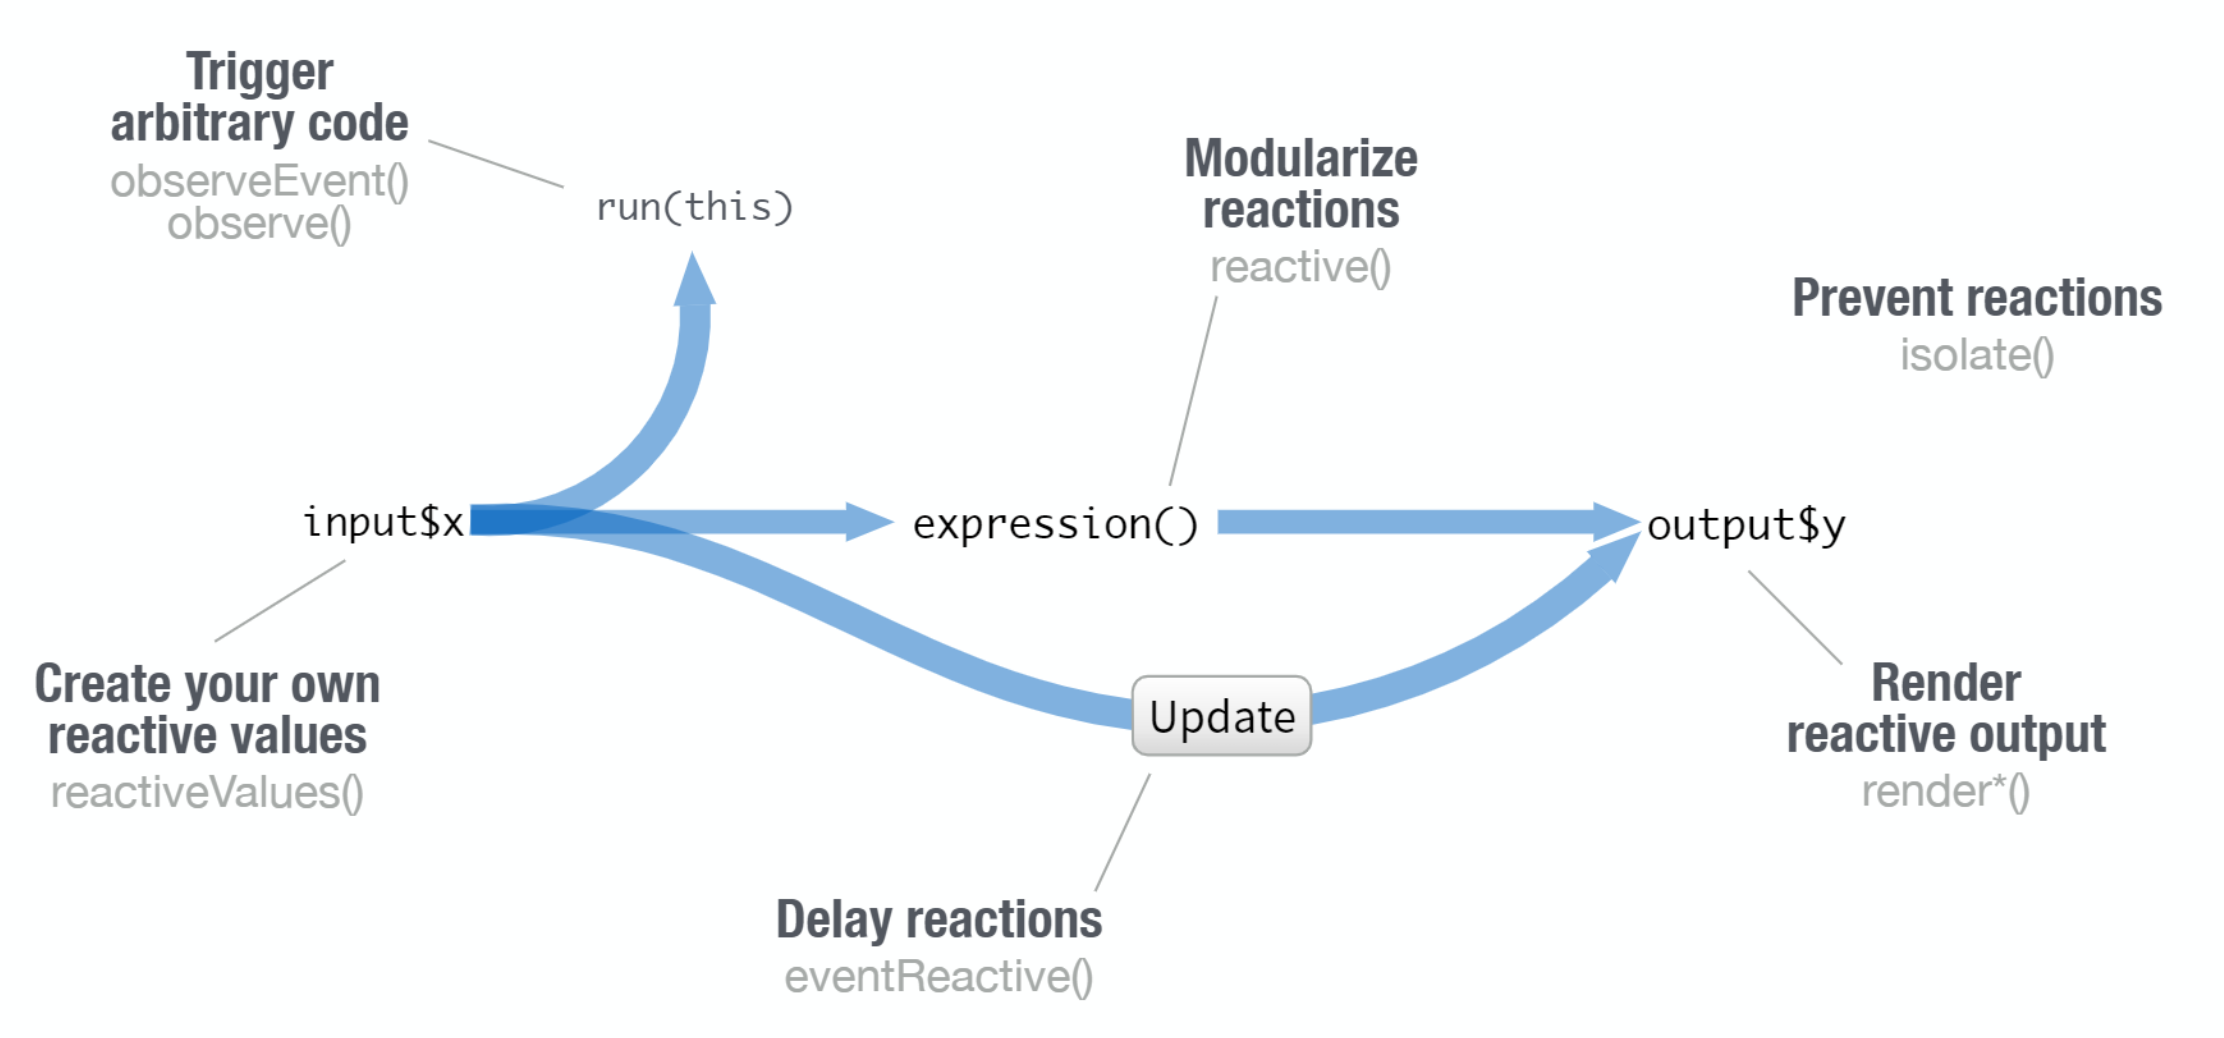 Trigger
arbitrary code
observeEvent()
observe()
run(this)
Modularize
reactions
reactive()
Prevent reactions
isolate()
input$x
expression()
output$y
Create your own
reactive values
reactiveValues()
Update
Render
reactive output
render*()
Delay reactions
eventReactive()